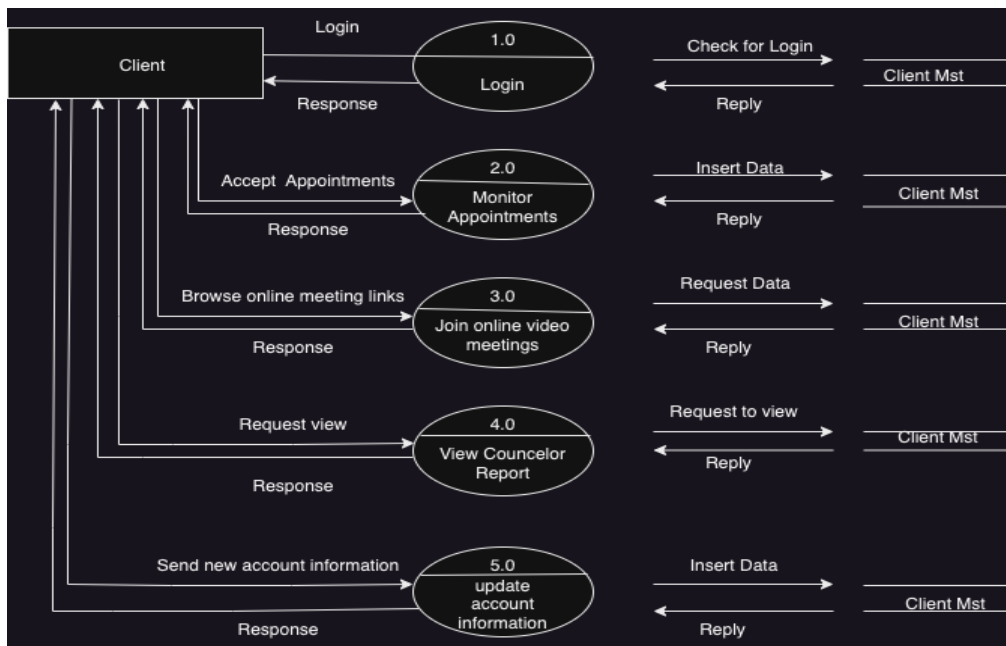 Login
1.0
Client
Login
Response
Check for Login
Client Mst
Reply
2.0
Accept Appointments
Monitor
Appointments
Response
Insert Data
Client Mst
Reply
3.0
Browse online meeting links
Join online video
meetings
Response
Request Data
Client Mst
Reply
4.0
Request view
View Councelor
Report
Response
Request to view
Client Mst
Reply
5.0
Send new account information
update
account
information
Response
Insert Data
Client Mst
Reply